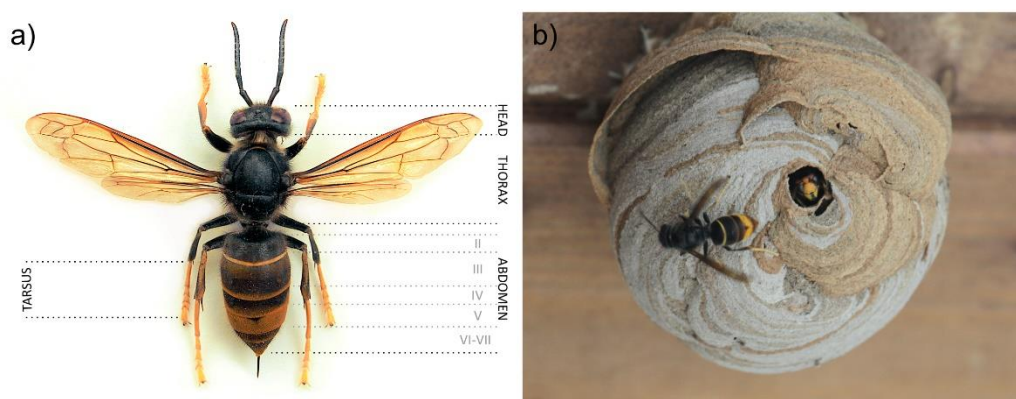 a)
HEAD
THORAX
TARSUS
II
III
IV
V
VI-VII
ABDOMEN
b)